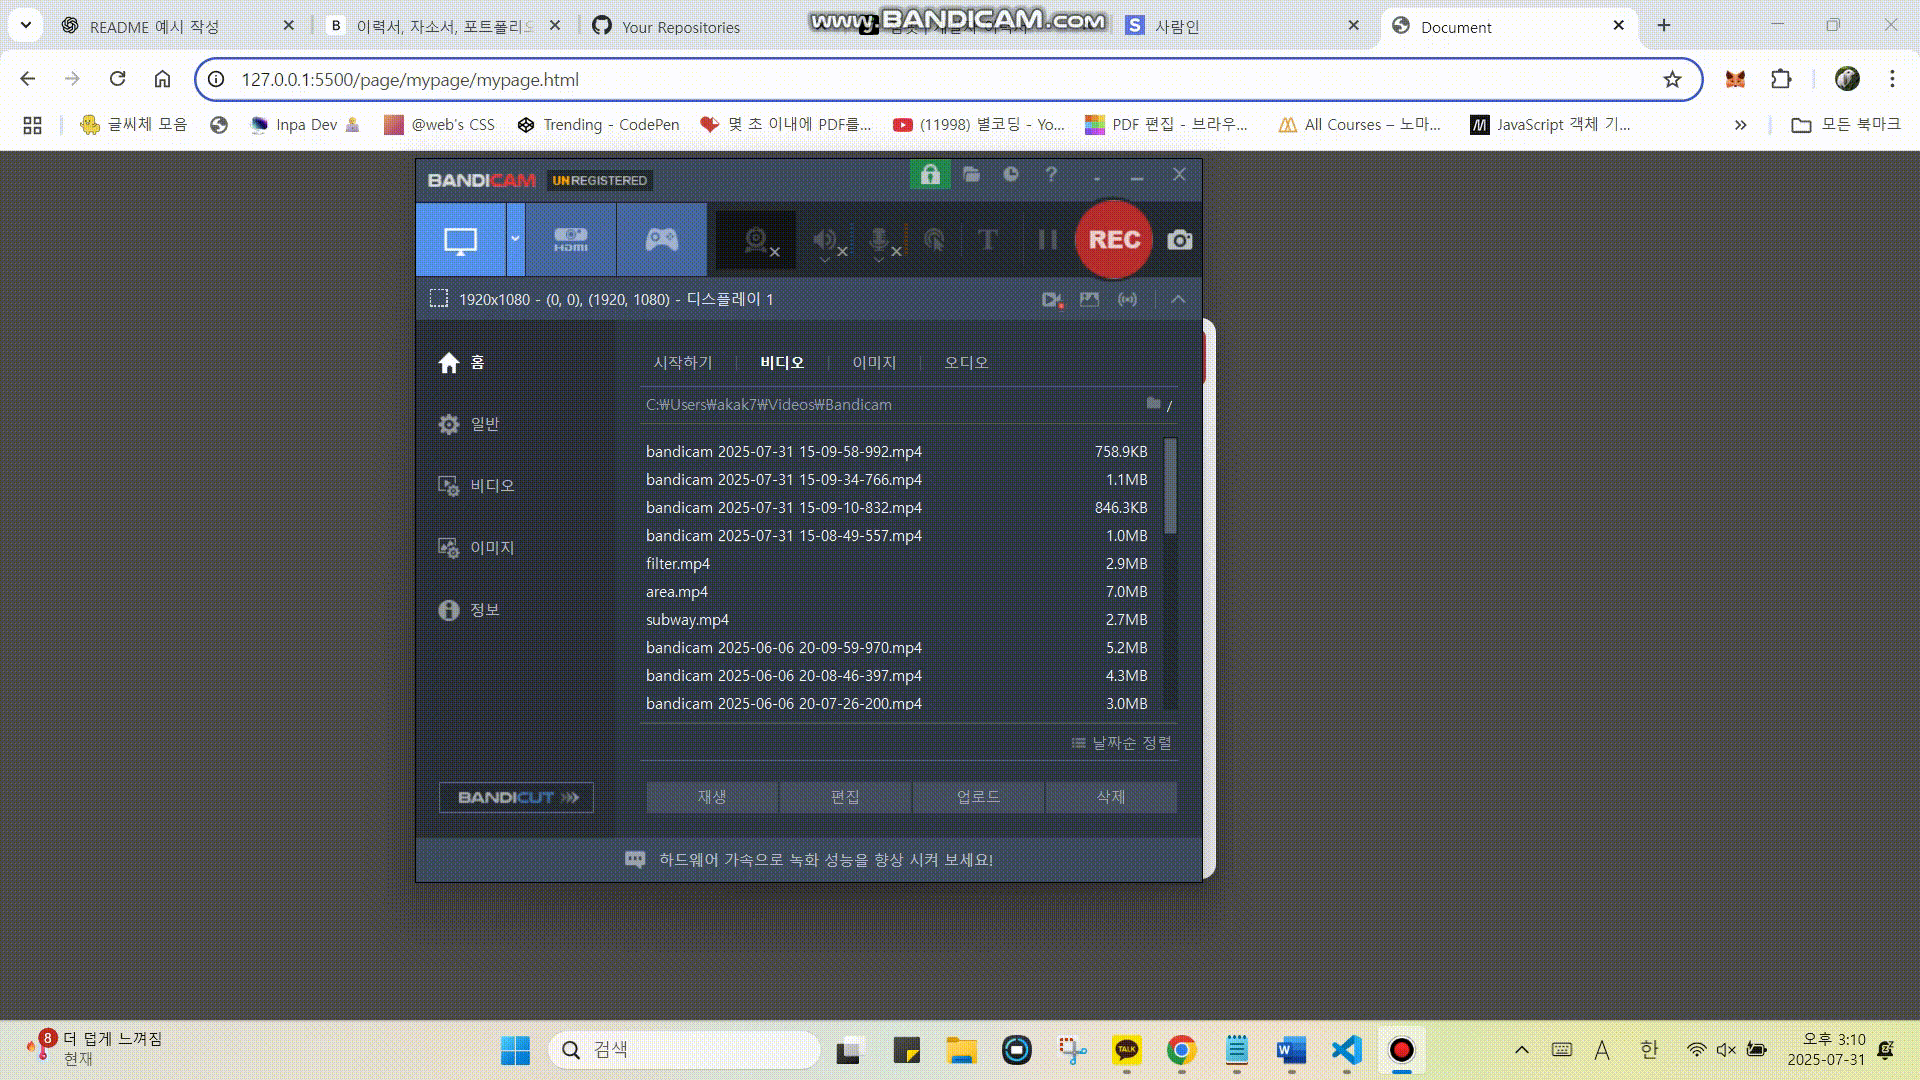 README 예시 작성
이력서, 자소서, 포트폴리오
Your Repositories
www.BANDICAM.com
사람인
Document
127.0.0.1:5500/page/mypage/mypage.html
글씨체 모음
Inpa Dev
@web's CSS
Trending - CodePen
몇 초 이내에 PDF를...
(11998) 별코딩 - Yo...
PDF 편집 - 브라우...
All Courses – 노마...
JavaScript 객체 기...
모든 북마크
BANDICAM UNREGISTERED
HDMI
REC
1920x1080 - (0, 0), (1920, 1080) - 디스플레이 1
홈
일반
비디오
이미지
정보
BANDICUT
시작하기 비디오 이미지 오디오
C:₩Users₩akak7₩Videos₩Bandicam
/
bandicam 2025-07-31 15-09-58-992.mp4 758.9KB
bandicam 2025-07-31 15-09-34-766.mp4 1.1MB
bandicam 2025-07-31 15-09-10-832.mp4 846.3KB
bandicam 2025-07-31 15-08-49-557.mp4 1.0MB
filter.mp4 2.9MB
area.mp4 7.0MB
subway.mp4 2.7MB
bandicam 2025-06-06 20-09-59-970.mp4 5.2MB
bandicam 2025-06-06 20-08-46-397.mp4 4.3MB
bandicam 2025-06-06 20-07-26-200.mp4 3.0MB
날짜순 정렬
재생 편집 업로드 삭제
하드웨어 가속으로 녹화 성능을 향상 시켜 보세요!
8
더 덥게 느껴짐
현재
검색
TALK
A
한
오후 3:10
2025-07-31